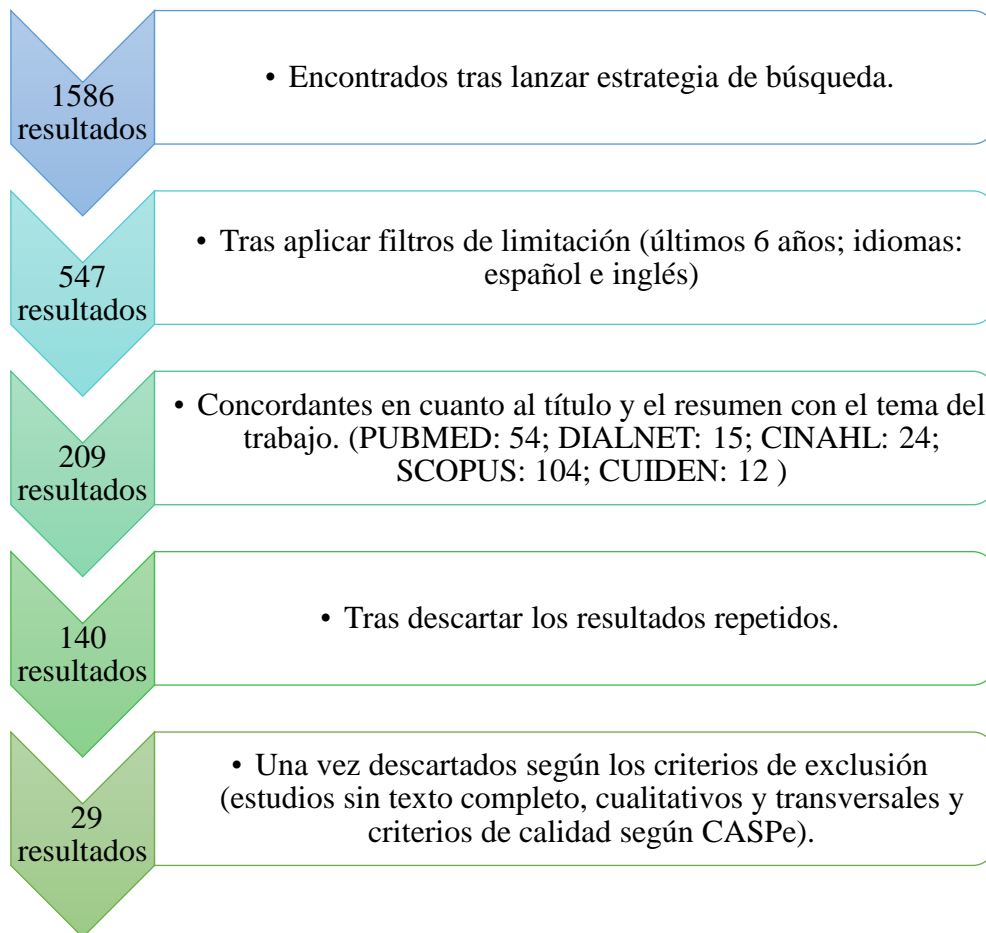 1586
resultados
• Encontrados tras lanzar estrategia de búsqueda.
547
resultados
• Tras aplicar filtros de limitación (últimos 6 años; idiomas:
español e inglés)
209
resultados
• Concordantes en cuanto al título y el resumen con el tema del
trabajo. (PUBMED: 54; DIALNET: 15; CINAHL: 24;
SCOPUS: 104; CUIDEN: 12 )
140
resultados
• Tras descartar los resultados repetidos.
29
resultados
• Una vez descartados según los criterios de exclusión
(estudios sin texto completo, cualitativos y transversales y
criterios de calidad según CASPe).